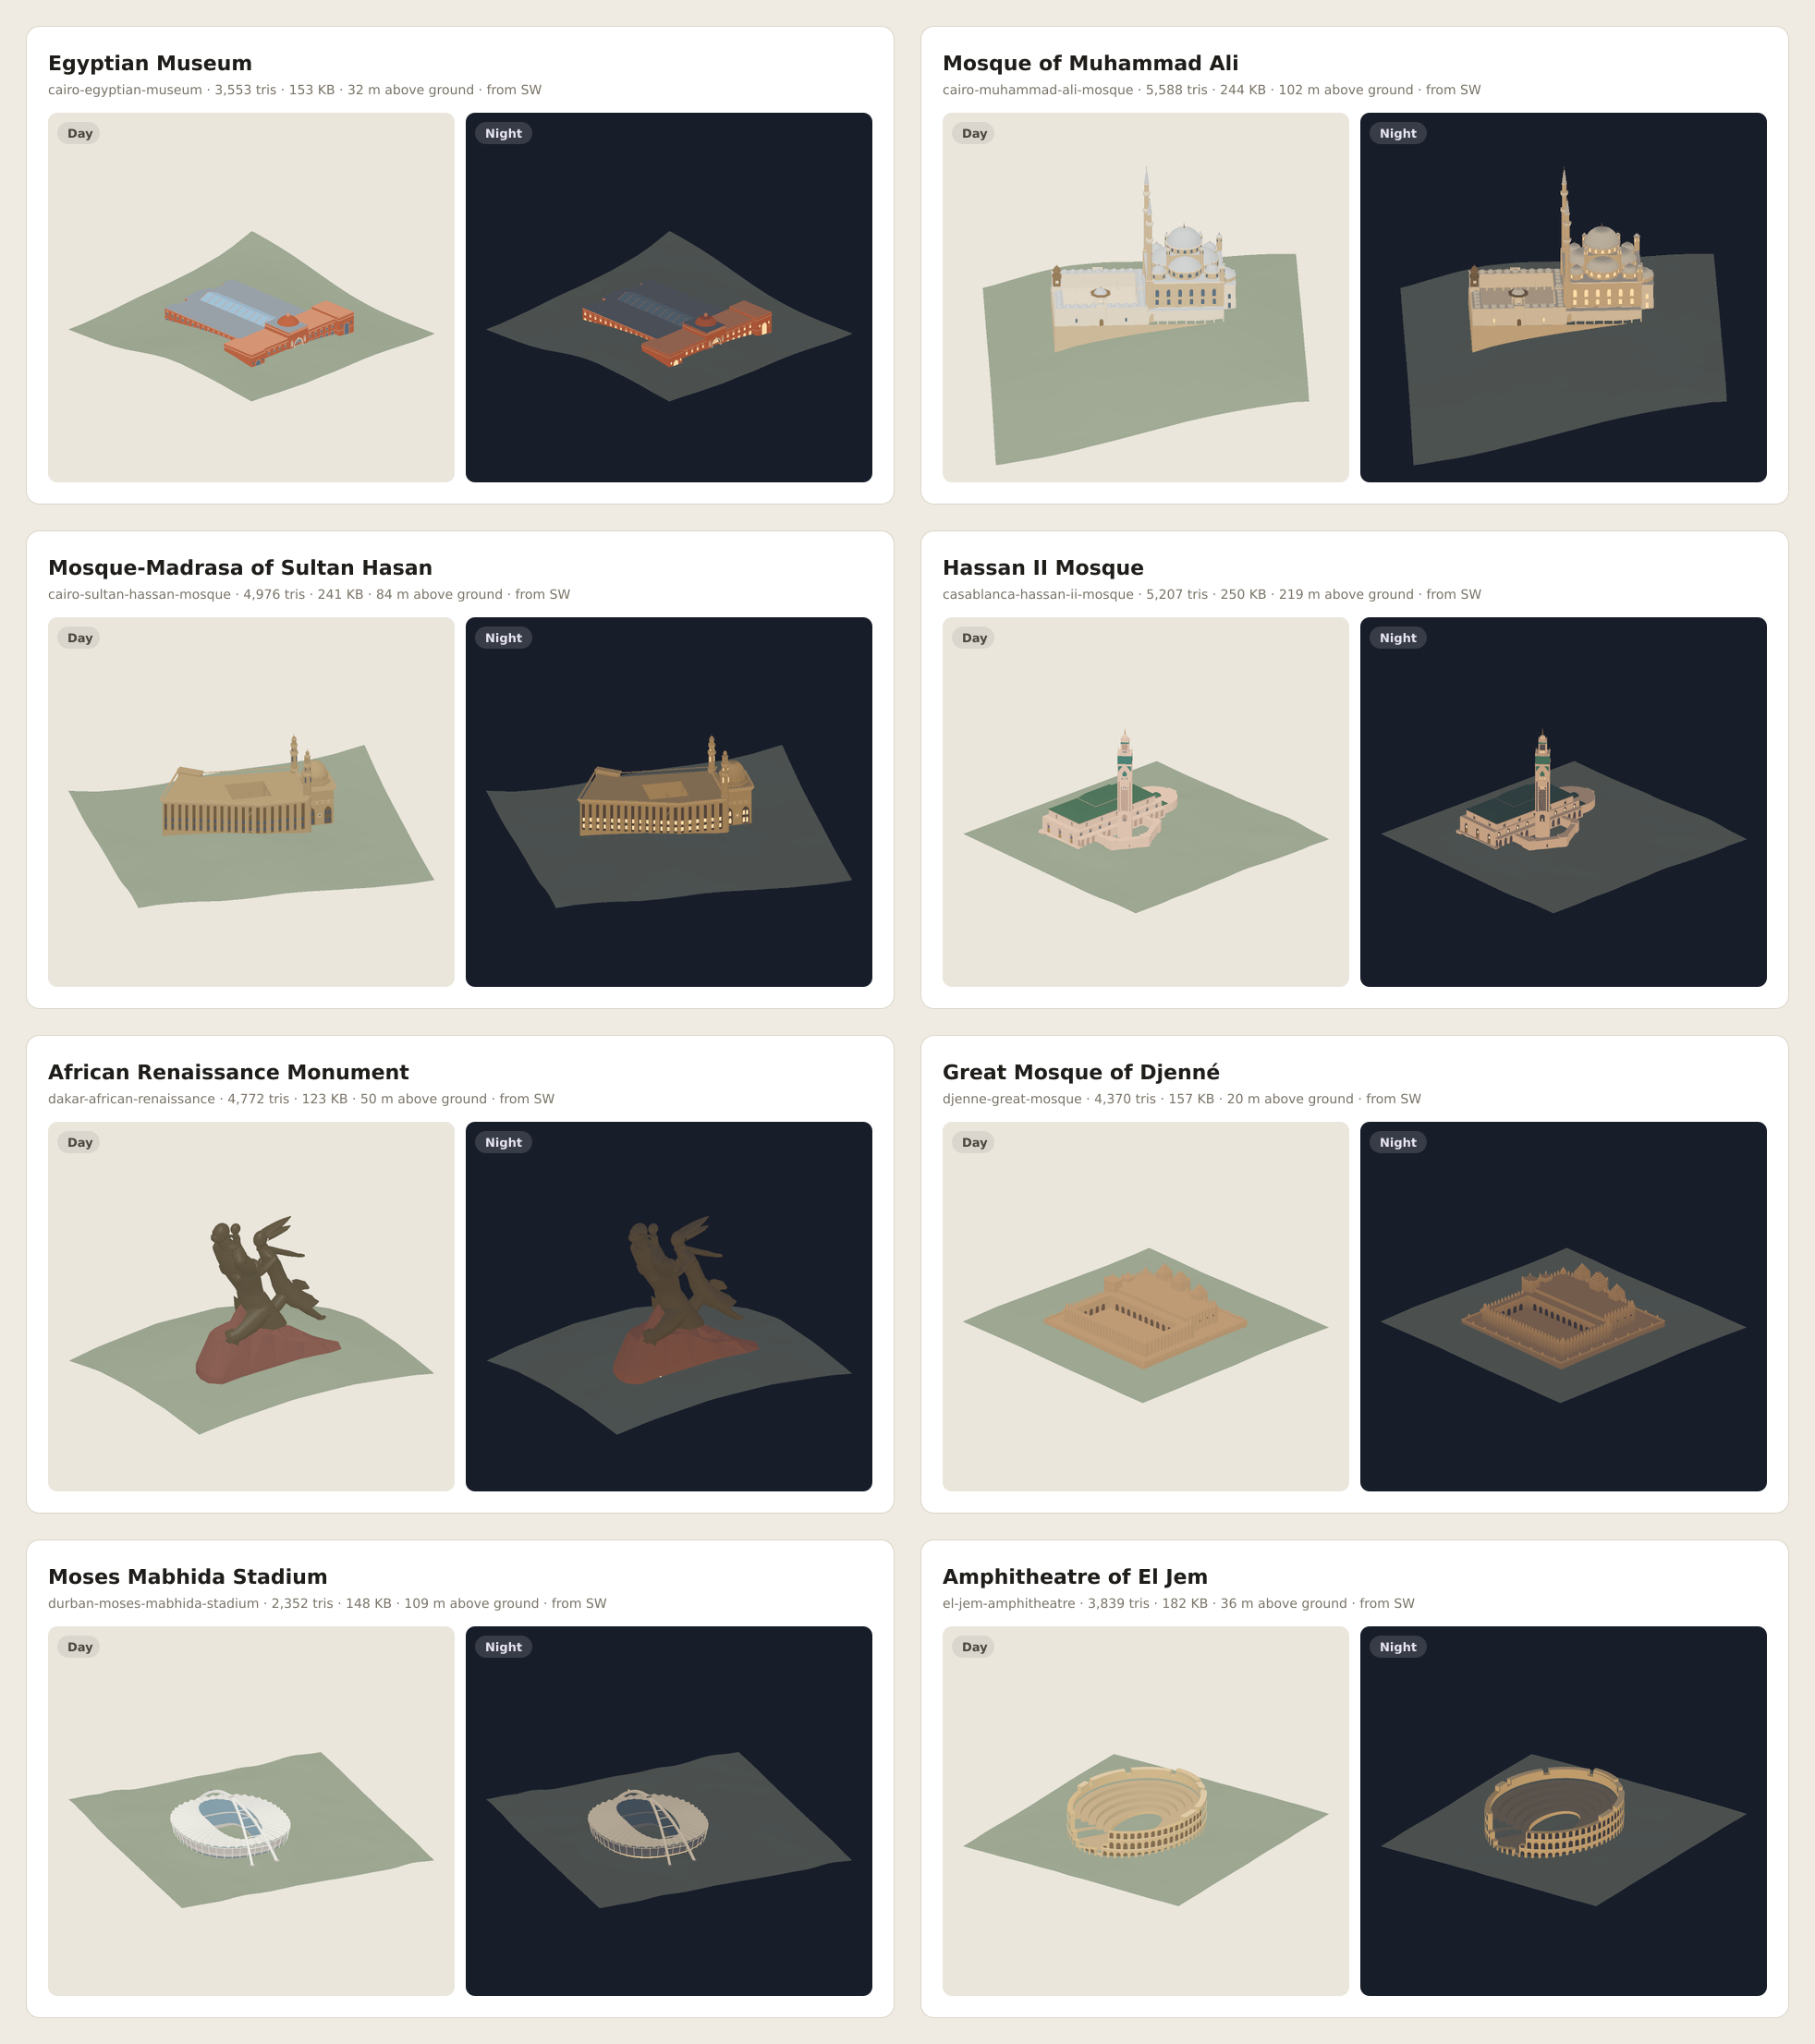 Egyptian Museum
cairo-egyptian-museum · 3,553 tris · 153 KB · 32 m above ground · from SW
Day
Night
Mosque of Muhammad Ali
cairo-muhammad-ali-mosque · 5,588 tris · 244 KB · 102 m above ground · from SW
Day
Night
Mosque-Madrasa of Sultan Hasan
cairo-sultan-hassan-mosque · 4,976 tris · 241 KB · 84 m above ground · from SW
Day
Night
Hassan II Mosque
casablanca-hassan-ii-mosque · 5,207 tris · 250 KB · 219 m above ground · from SW
Day
Night
African Renaissance Monument
dakar-african-renaissance · 4,772 tris · 123 KB · 50 m above ground · from SW
Day
Night
Great Mosque of Djenné
djenne-great-mosque · 4,370 tris · 157 KB · 20 m above ground · from SW
Day
Night
Moses Mabhida Stadium
durban-moses-mabhida-stadium · 2,352 tris · 148 KB · 109 m above ground · from SW
Day
Night
Amphitheatre of El Jem
el-jem-amphitheatre · 3,839 tris · 182 KB · 36 m above ground · from SW
Day
Night